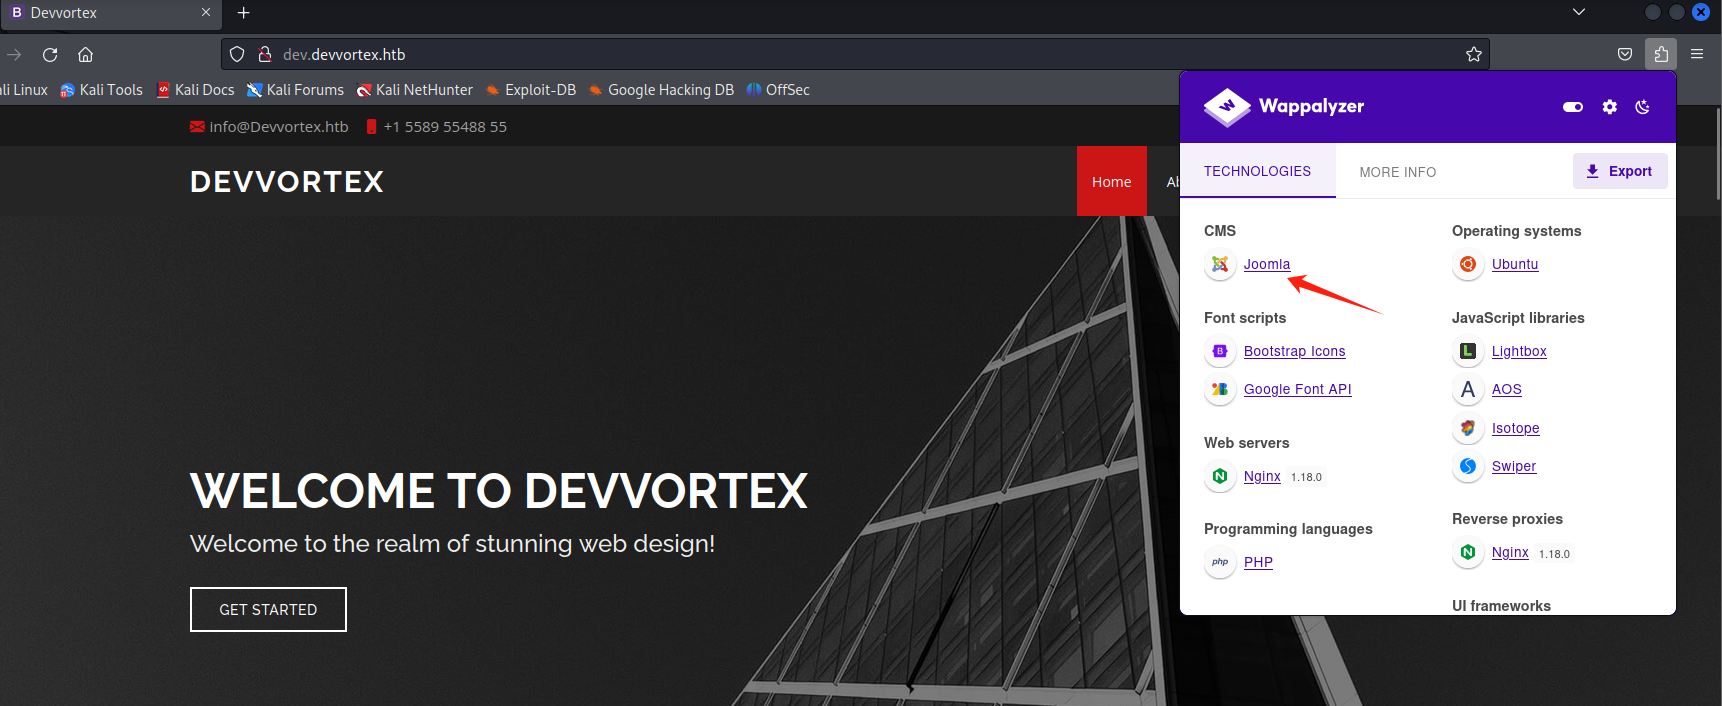 Devvortex
dev.devvortex.htb
ali Linux Kali Tools Kali Docs Kali Forums Kali NetHunter Exploit-DB Google Hacking DB OffSec
info@Devvortex.htb +1 5589 55488 55
DEVVORTEX
Home Ab
WELCOME TO DEVVORTEX
Welcome to the realm of stunning web design!
GET STARTED
Wappalyzer
TECHNOLOGIES MORE INFO Export
CMS
Joomla
Font scripts
Bootstrap Icons
Google Font API
Web servers
Nginx 1.18.0
Programming languages
php PHP
Operating systems
Ubuntu
JavaScript libraries
Lightbox
AOS
Isotope
Swiper
Reverse proxies
Nginx 1.18.0
UI frameworks